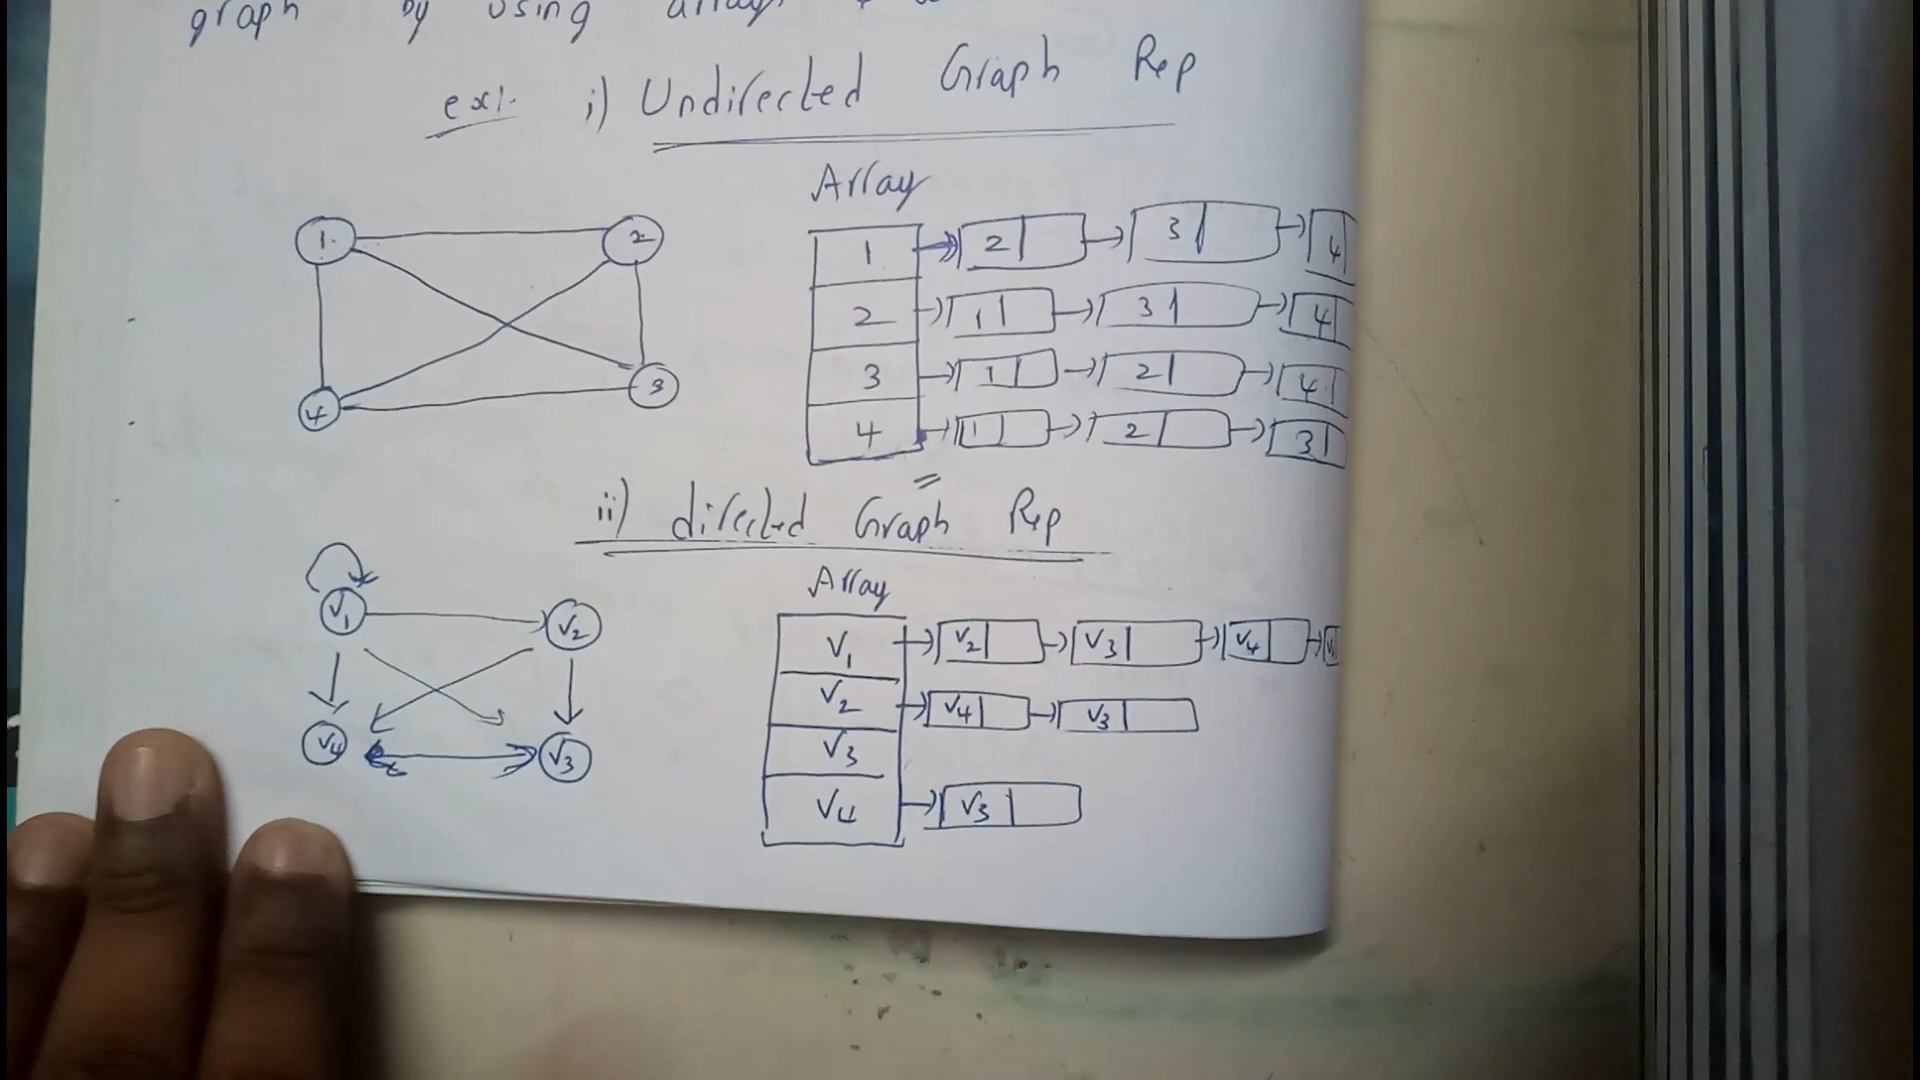 graph by using array
ex1. i) Undirected Graph Rep
Array
1 2
4 3
1 2 3 4
2 1 3 4
3 1 2 4
4 1 2 3
ii) directed Graph Rep
Array
V1 V2
V4 V3
V1 V2 V3 V4
V2 V4 V3
V3
V4 V3